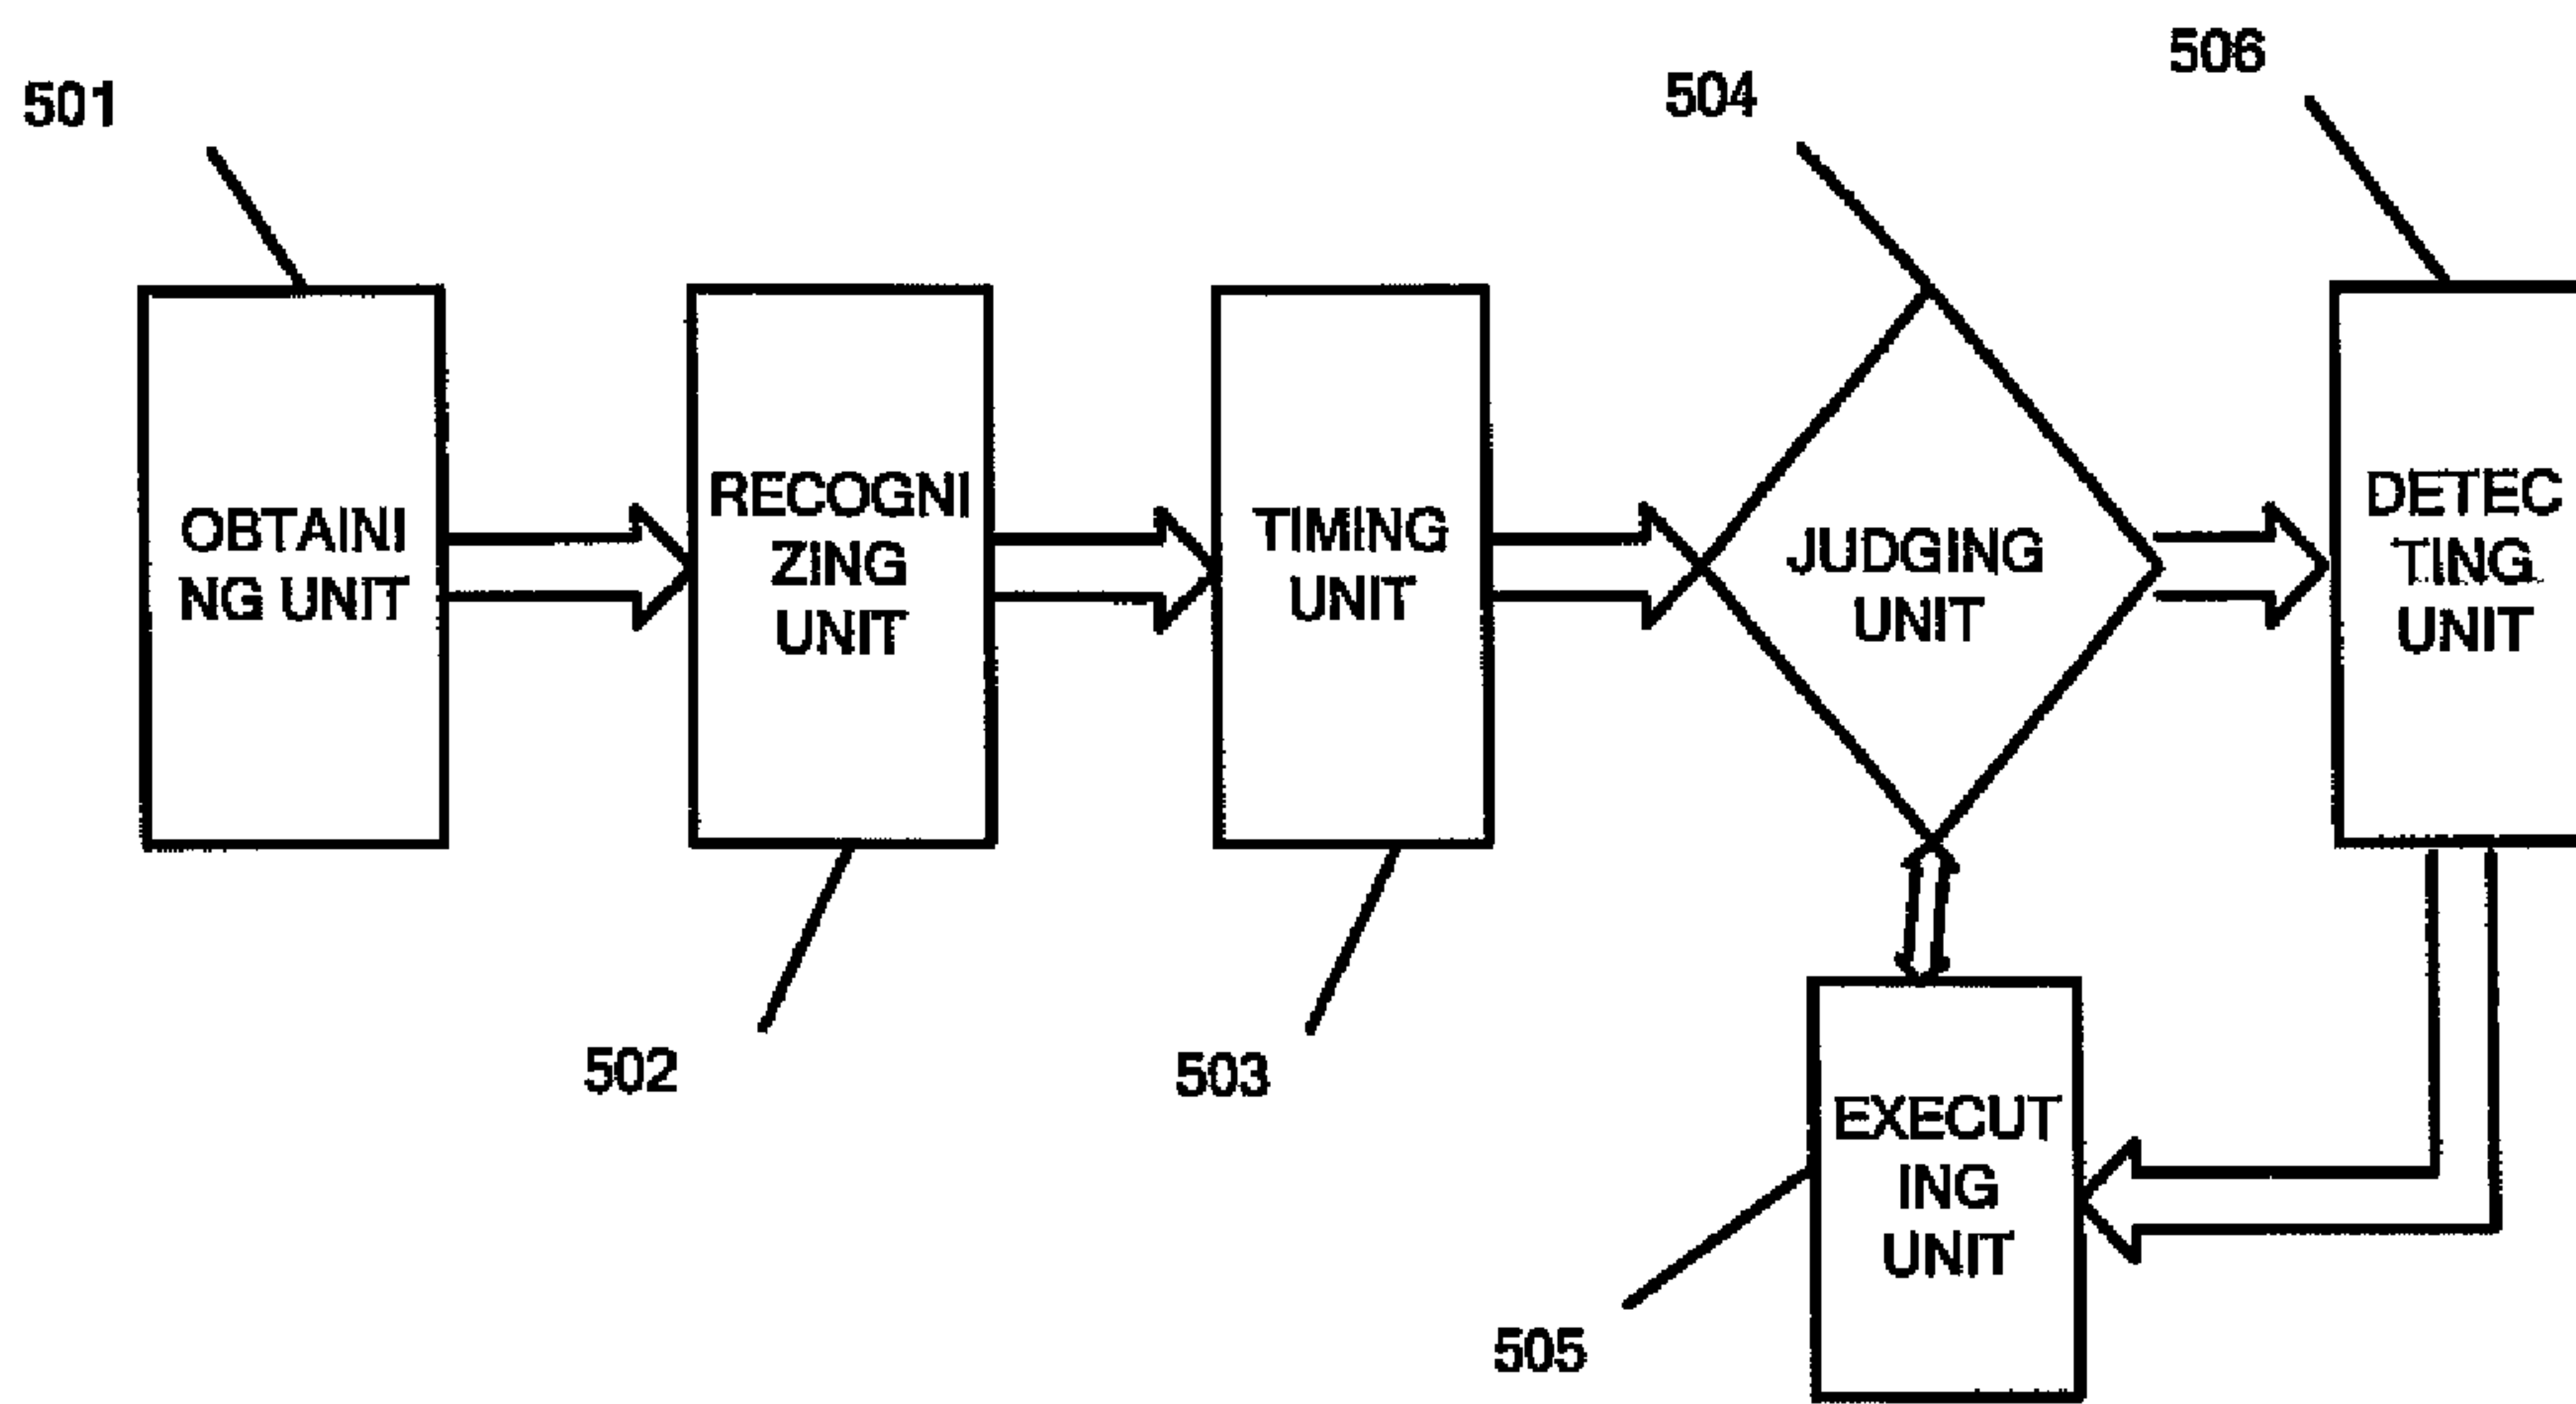 506
504
501
OBTAINI
NG UNIT
RECOGNI
ZING
UNIT
TIMING
UNIT
JUDGING
UNIT
DETEC
TING
UNIT
502
503
EXECUT
ING
UNIT
505